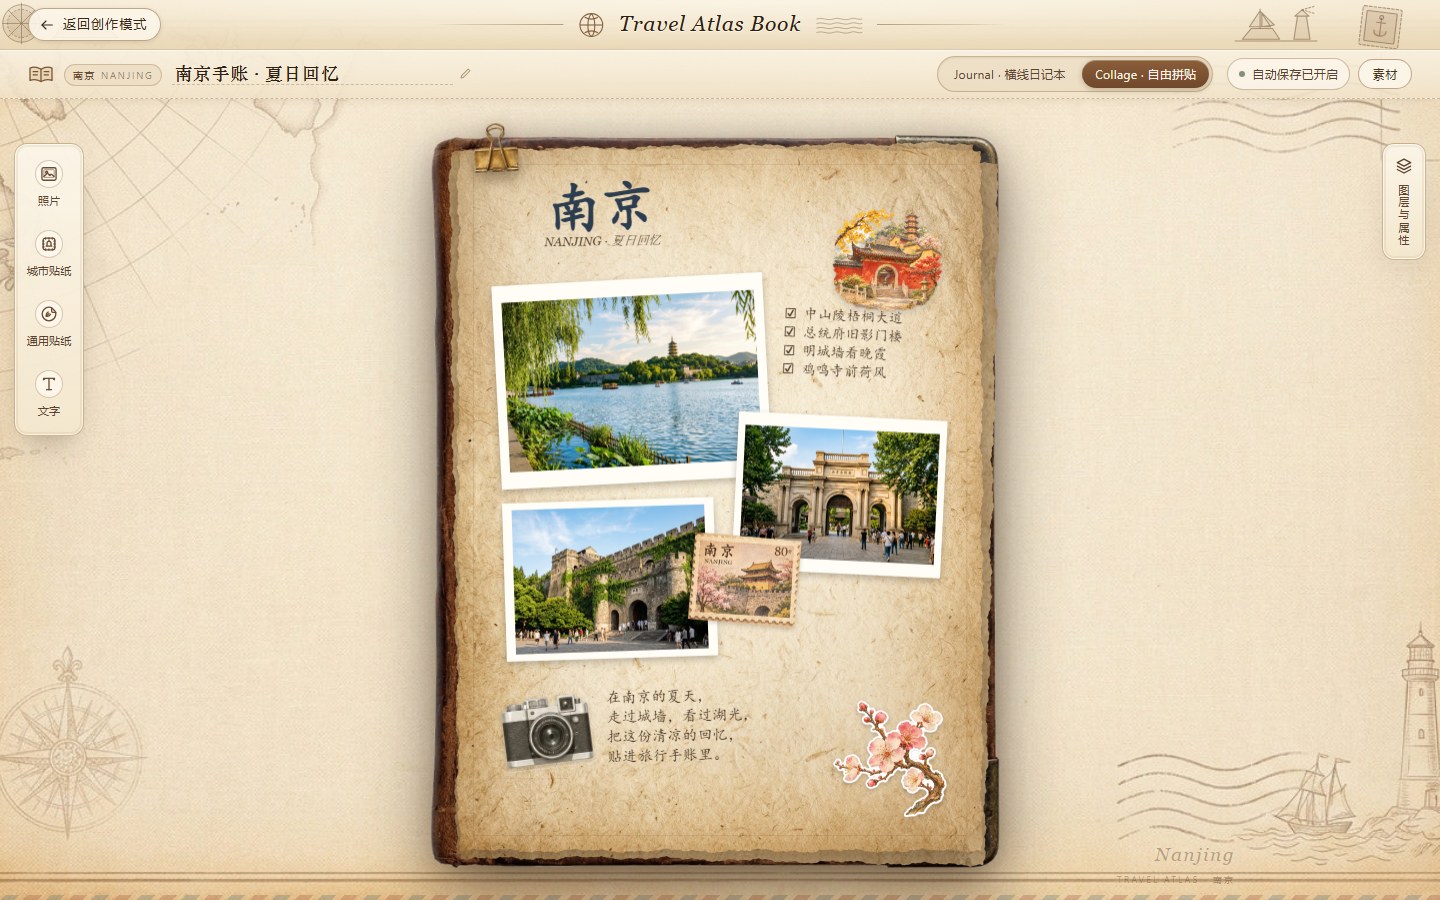 返回创作模式
Travel Atlas Book
南京 NANJING
南京手账 · 夏日回忆
Journal · 横线日记本
Collage · 自由拼贴
自动保存已开启
素材
照片
城市贴纸
通用贴纸
文字
图层与属性
南京
NANJING · 夏日回忆
☑ 中山陵梧桐大道
☑ 总统府旧影门楼
☑ 明城墙看晚霞
☑ 鸡鸣寺前荷风
南京 80
NANJING
在南京的夏天，
走过城墙，看过湖光，
把这份清凉的回忆，
贴进旅行手账里。
Nanjing
TRAVEL ATLAS · 南京